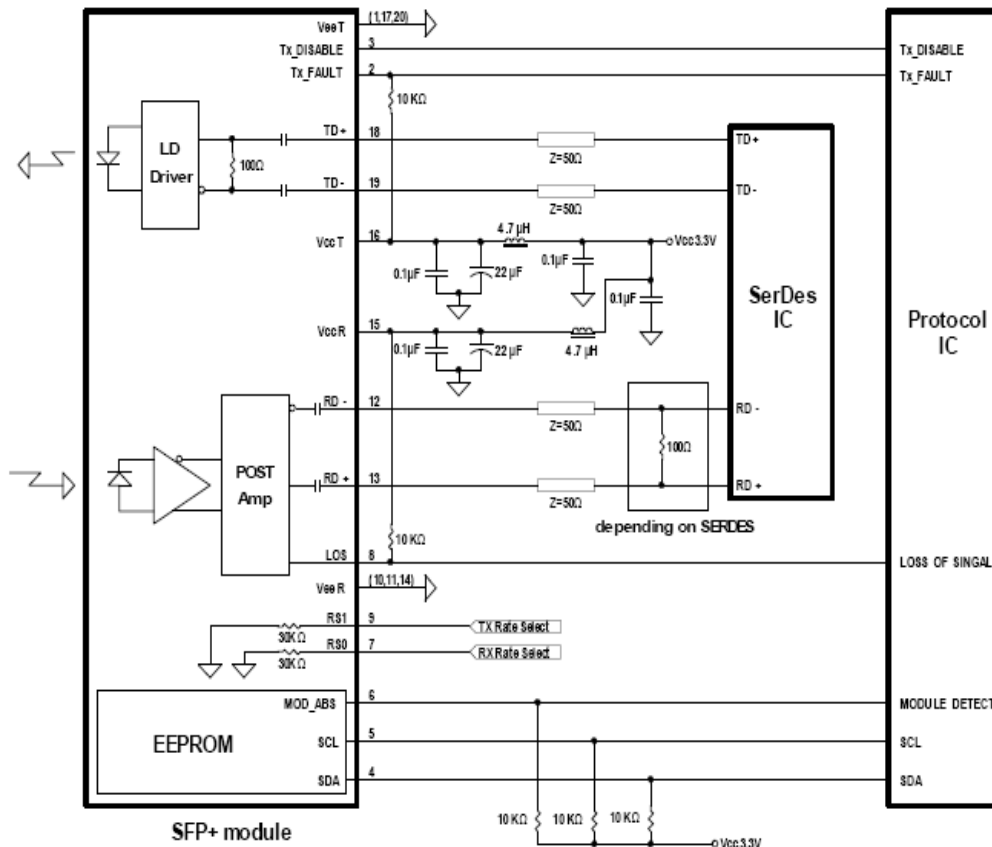 VeeT (1,17,20)
Tx_DISABLE 3 Tx_DISABLE
Tx_FAULT 2 Tx_FAULT
10 KΩ
LD
Driver
100Ω
TD+ 18 Z=50Ω TD+
TD- 19 Z=50Ω TD-
VccT 16 4.7 µH Vcc3.3V
0.1µF 22 µF 0.1µF 0.1µF
SerDes
IC
Protocol
IC
VccR 15
0.1µF 22 µF 4.7 µH
RD - 12 Z=50Ω RD -
POST
Amp
100Ω
RD + 13 Z=50Ω RD +
depending on SERDES
10 KΩ
LOS 8 LOSS OF SINGAL
VeeR (10,11,14)
RS1 9 TX Rate Select
30KΩ
RS0 7 RX Rate Select
30KΩ
MOD_ABS 6 MODULE DETECT
EEPROM
SCL 5 SCL
SDA 4 SDA
10 KΩ 10 KΩ 10 KΩ
SFP+ module
Vcc3.3V